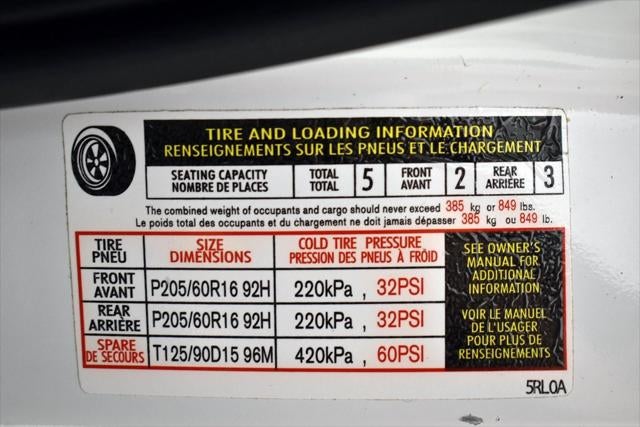 TIRE AND LOADING INFORMATION
RENSEIGNEMENTS SUR LES PNEUS ET LE CHARGEMENT
SEATING CAPACITY TOTAL 5 FRONT 2 REAR 3
NOMBRE DE PLACES TOTAL AVANT ARRIÈRE
The combined weight of occupants and cargo should never exceed 385 kg or 849 lbs.
Le poids total des occupants et du chargement ne doit jamais dépasser 385 kg ou 849 lb.
TIRE SIZE COLD TIRE PRESSURE
PNEU DIMENSIONS PRESSION DES PNEUS À FROID
FRONT
AVANT P205/60R16 92H 220kPa , 32PSI
REAR
ARRIÈRE P205/60R16 92H 220kPa , 32PSI
SPARE
DE SECOURS T125/90D15 96M 420kPa , 60PSI
SEE OWNER'S
MANUAL FOR
ADDITIONAL
INFORMATION
VOIR LE MANUEL
DE L'USAGER
POUR PLUS DE
RENSEIGNEMENTS
5RL0A